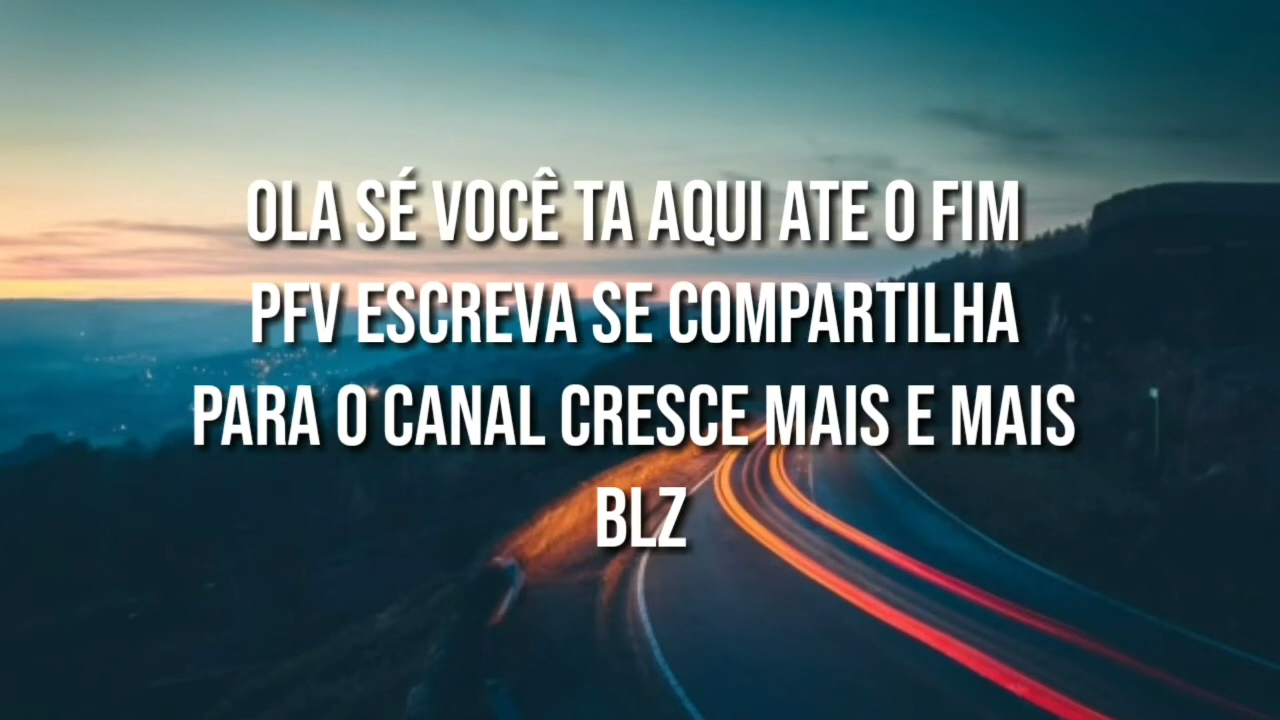 OLA SÉ VOCÊ TA AQUI ATE O FIM
PFV ESCREVA SE COMPARTILHA
PARA O CANAL CRESCE MAIS E MAIS
BLZ